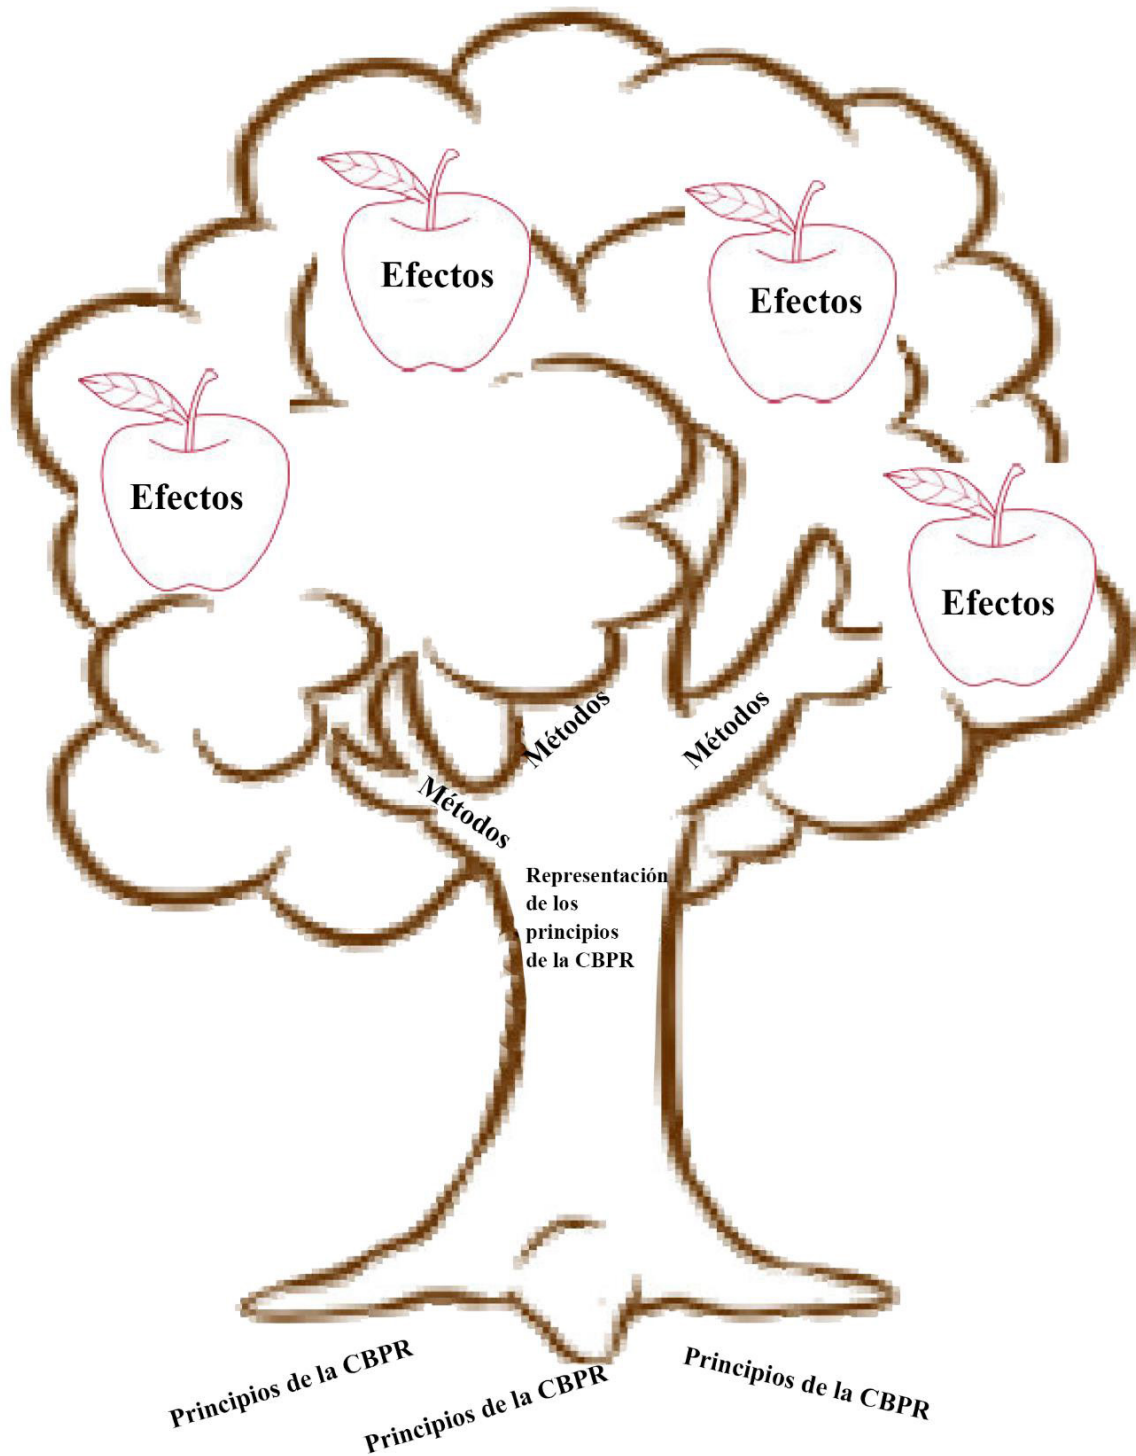 Efectos
Efectos
Efectos
Efectos
Métodos
Métodos
Métodos
Representación
de los
principios
de la CBPR
Principios de la CBPR
Principios de la CBPR
Principios de la CBPR